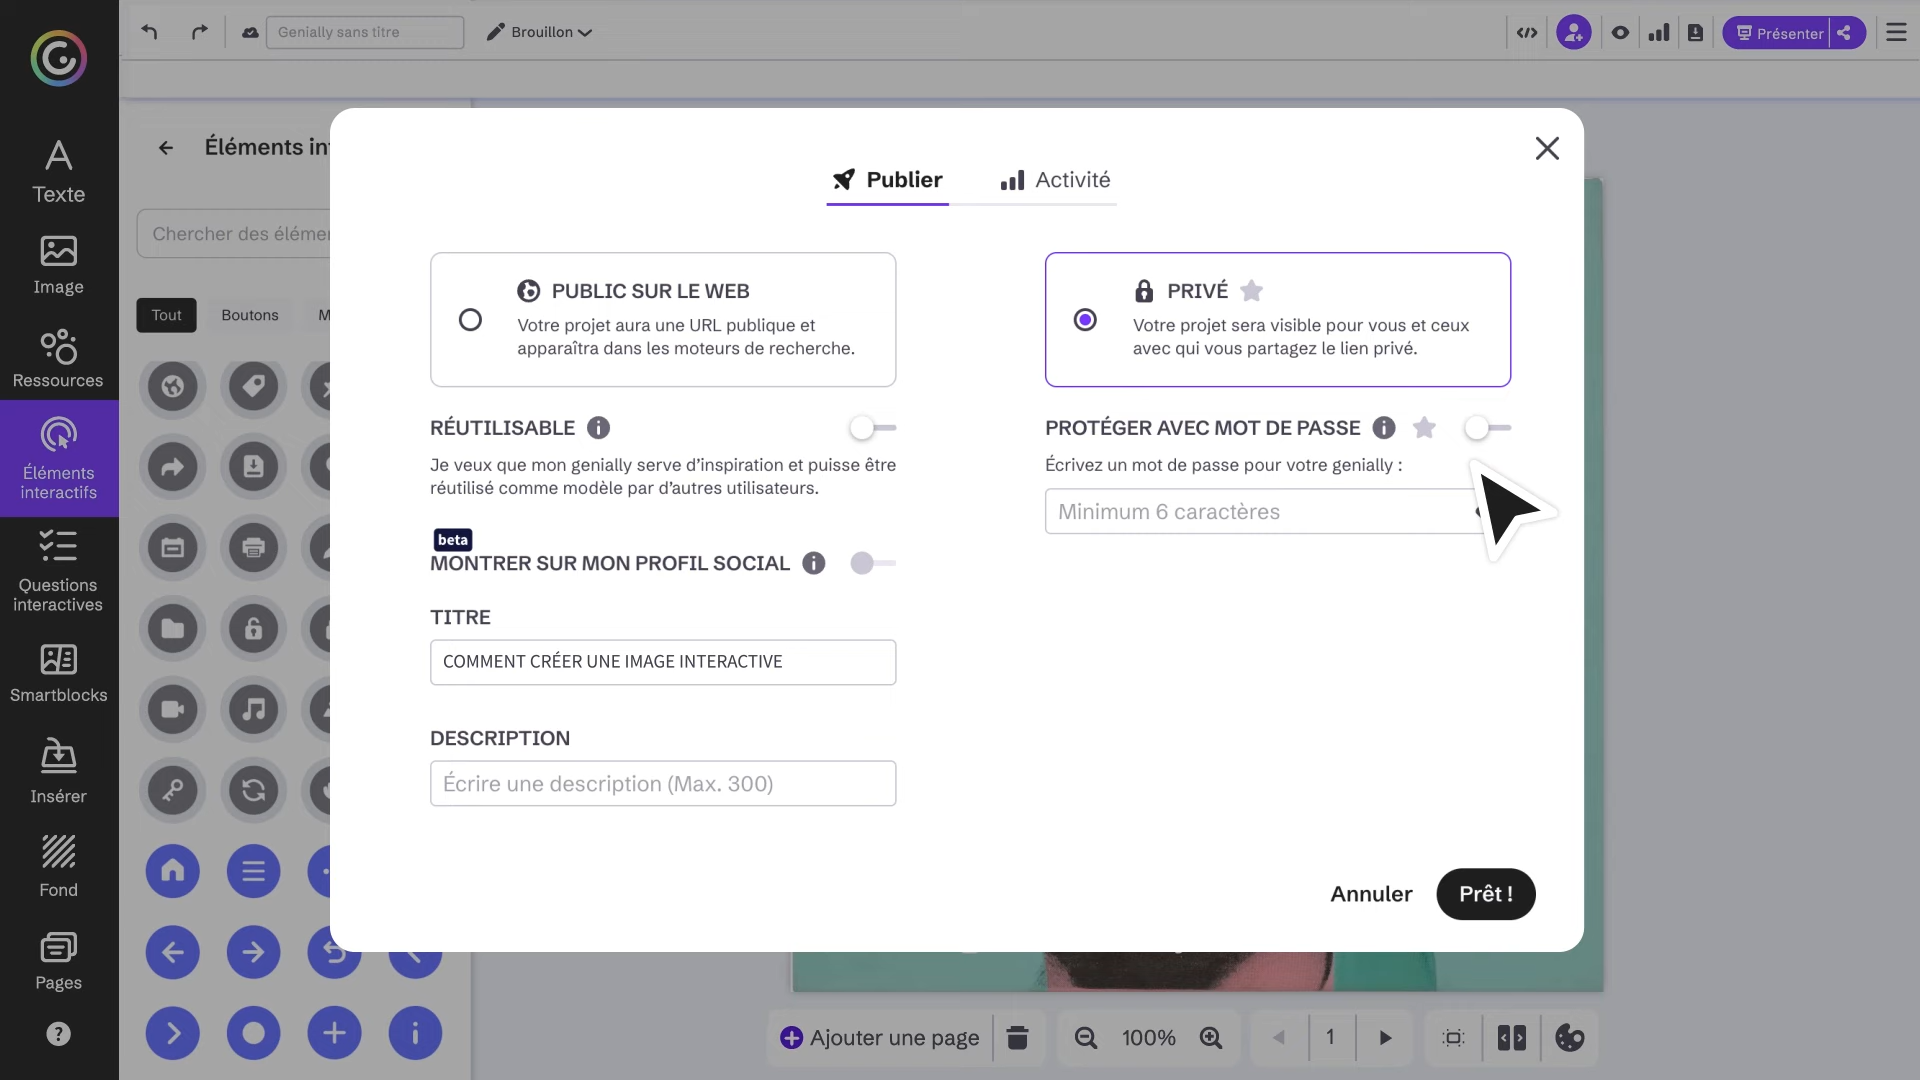 Genially sans titre
Brouillon
Présenter
Texte
Image
Ressources
Éléments
interactifs
Questions
interactives
Smartblocks
Insérer
Fond
Pages
Éléments
Chercher des
Tout
Boutons
Publier
Activité
PUBLIC SUR LE WEB
Votre projet aura une URL publique et
apparaîtra dans les moteurs de recherche.
PRIVÉ
Votre projet sera visible pour vous et ceux
avec qui vous partagez le lien privé.
RÉUTILISABLE
Je veux que mon genially serve d’inspiration et puisse être
réutilisé comme modèle par d’autres utilisateurs.
PROTÉGER AVEC MOT DE PASSE
Écrivez un mot de passe pour votre genially :
Minimum 6 caractères
beta
MONTRER SUR MON PROFIL SOCIAL
TITRE
COMMENT CRÉER UNE IMAGE INTERACTIVE
DESCRIPTION
Écrire une description (Max. 300)
Annuler
Prêt !
Ajouter une page
100%
1